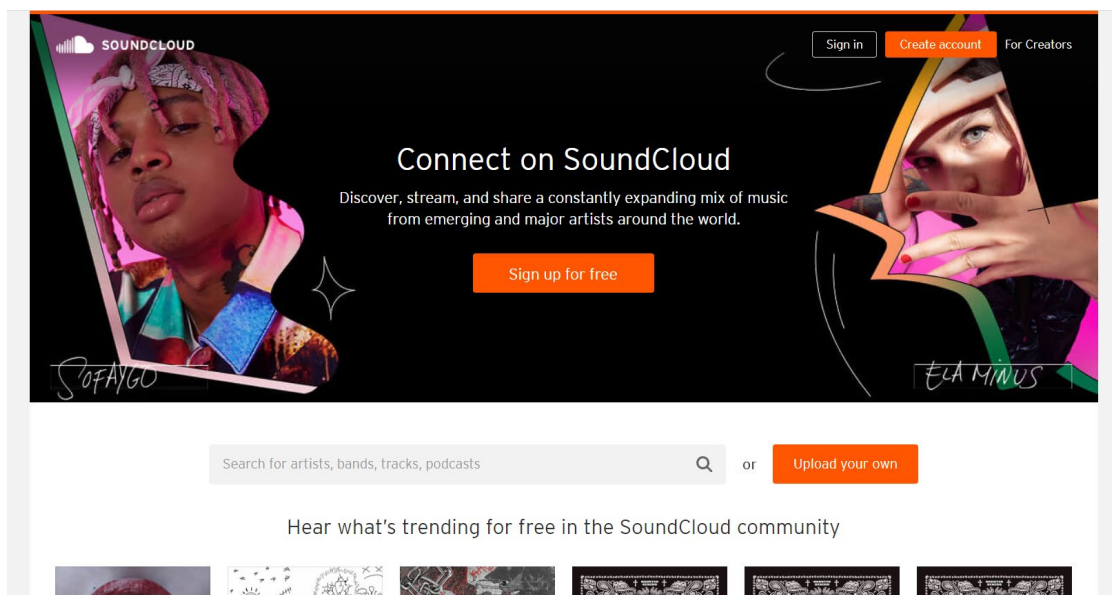 SOUNDCLOUD
Sign in
Create account
For Creators
Connect on SoundCloud
Discover, stream, and share a constantly expanding mix of music
from emerging and major artists around the world.
Sign up for free
SOFAYGO
ELA MINUS
Search for artists, bands, tracks, podcasts
or
Upload your own
Hear what's trending for free in the SoundCloud community